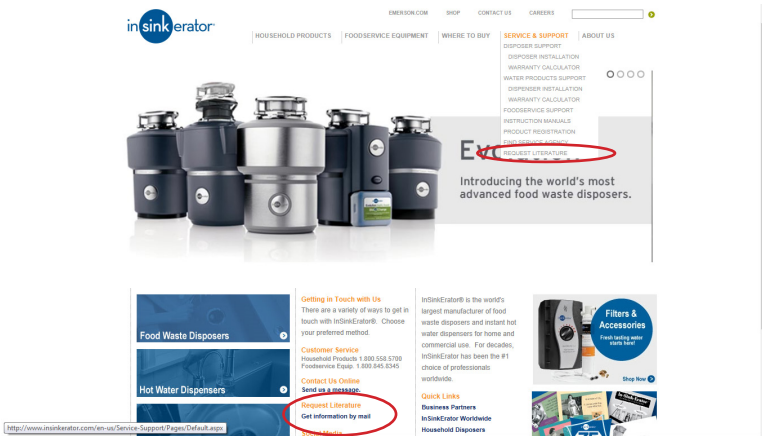 EMERSON.COM SHOP CONTACT US CAREERS
insinkerator
HOUSEHOLD PRODUCTS FOODSERVICE EQUIPMENT WHERE TO BUY SERVICE & SUPPORT ABOUT US
DISPOSER SUPPORT
DISPOSER INSTALLATION
WARRANTY CALCULATOR
WATER PRODUCTS SUPPORT
DISPENSER INSTALLATION
WARRANTY CALCULATOR
FOODSERVICE SUPPORT
INSTRUCTION MANUALS
PRODUCT REGISTRATION
FIND SERVICE AGENCY
REQUEST LITERATURE
Introducing the world's most
advanced food waste disposers.
Food Waste Disposers
Hot Water Dispensers
Getting in Touch with Us
There are a variety of ways to get in
touch with InSinkErator®. Choose
your preferred method.
Customer Service
Household Products 1.800.558.5700
Foodservice Equip. 1.800.845.8345
Contact Us Online
Send us a message.
Request Literature
Get information by mail
Social Media
InSinkErator® is the world's
largest manufacturer of food
waste disposers and instant hot
water dispensers for home and
commercial use. For decades,
InSinkErator has been the #1
choice of professionals
worldwide.
Quick Links
Business Partners
InSinkErator Worldwide
Household Disposers
Filters &
Accessories
Fresh tasting water
starts here!
Shop Now
http://www.insinkerator.com/en-us/Service-Support/Pages/Default.aspx